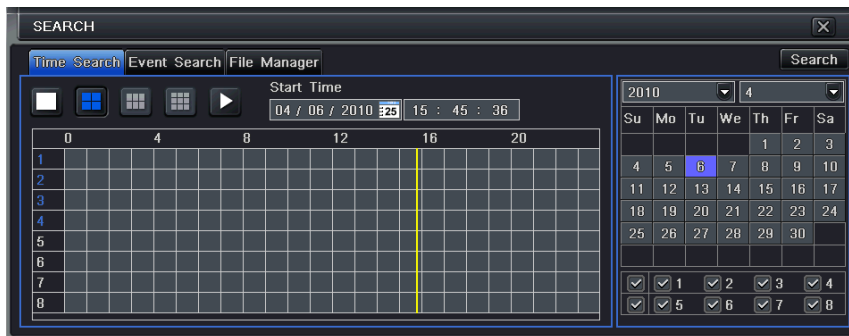 SEARCH
Time Search Event Search File Manager
Search
Start Time
04 / 06 / 2010 25 15 : 45 : 36
0 4 8 12 16 20
1
2
3
4
5
6
7
8
2010 4
Su Mo Tu We Th Fr Sa
1 2 3
4 5 6 7 8 9 10
11 12 13 14 15 16 17
18 19 20 21 22 23 24
25 26 27 28 29 30
1 2 3 4
5 6 7 8